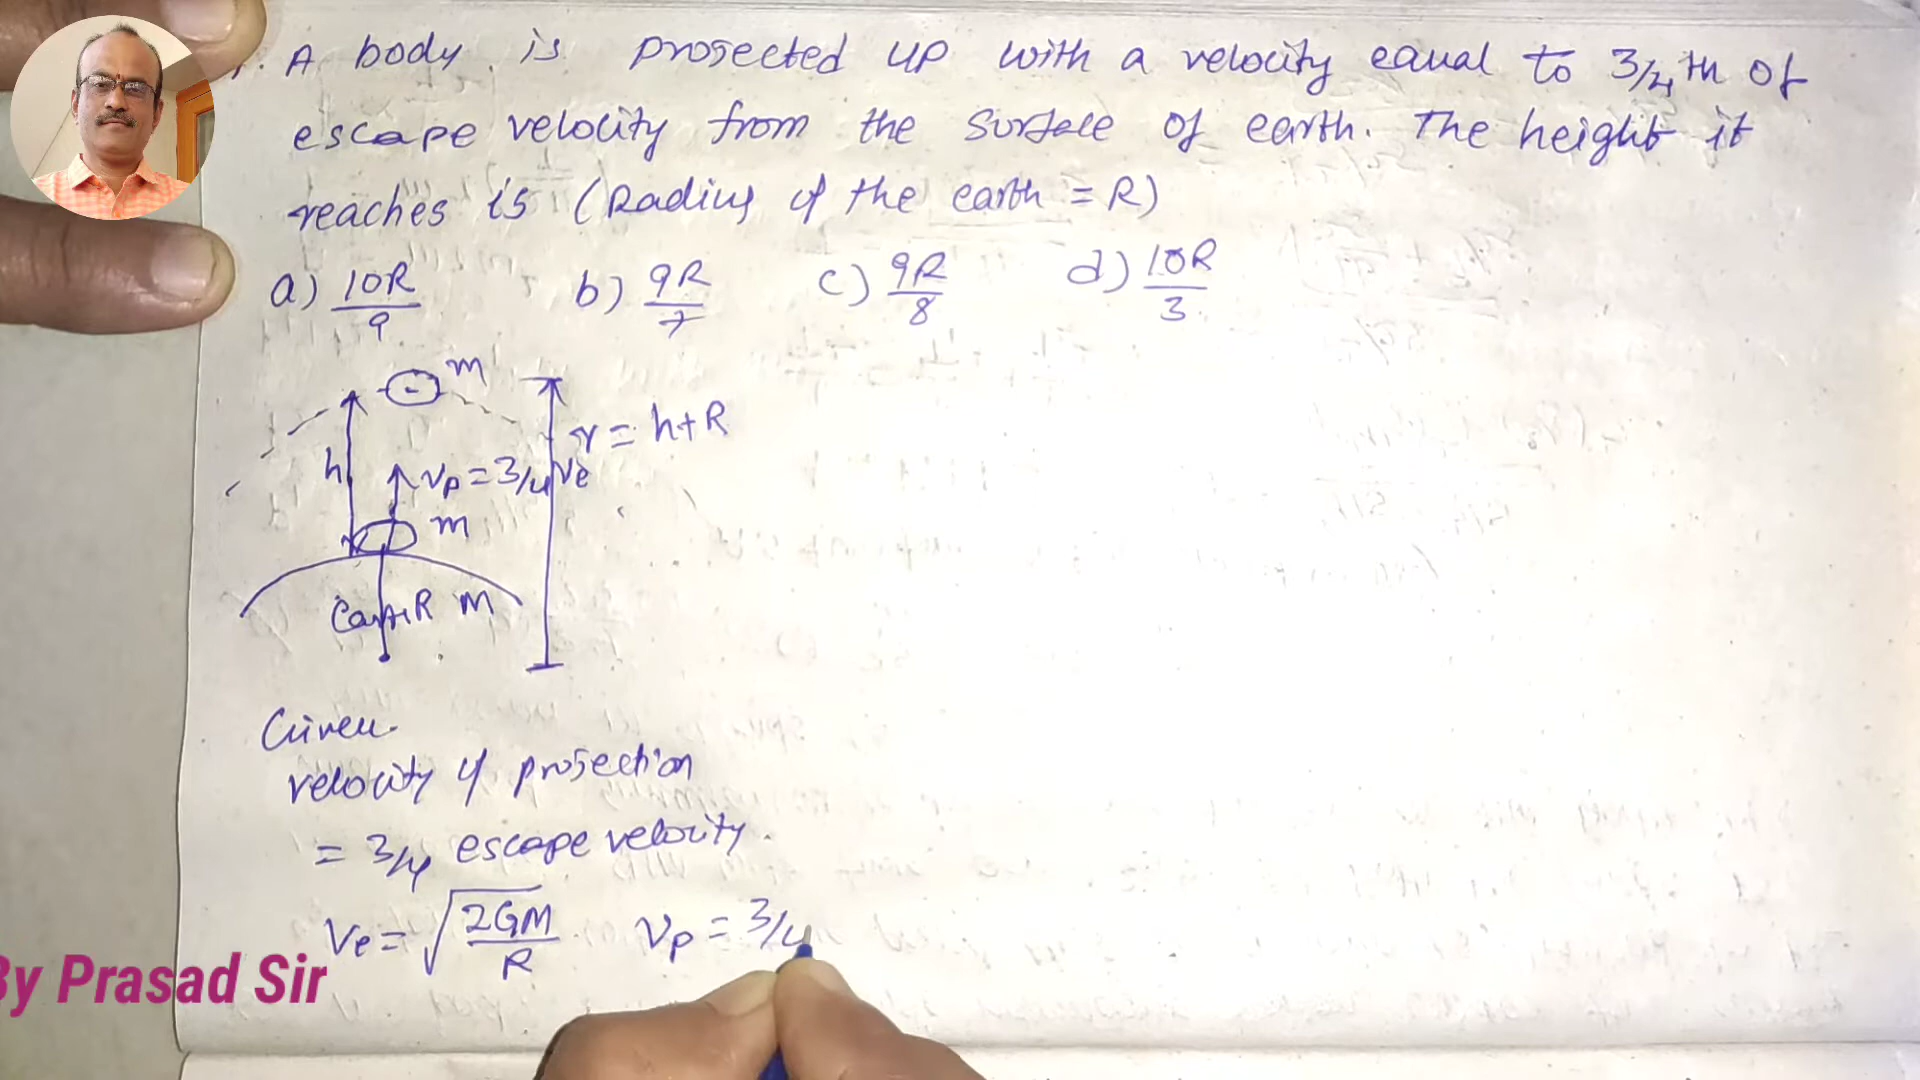 A body is projected up with a velocity equal to 3/4th of
escape velocity from the surface of earth. The height it
reaches is (Radius of the earth = R)
a) 10R/9 b) 9R/7 c) 9R/8 d) 10R/3
m
r = h+R
h
Vp = 3/4 Ve
m
Earth R M
Given
velocity of projection
= 3/4 escape velocity.
Ve = √(2GM/R) Vp = 3/4
By Prasad Sir